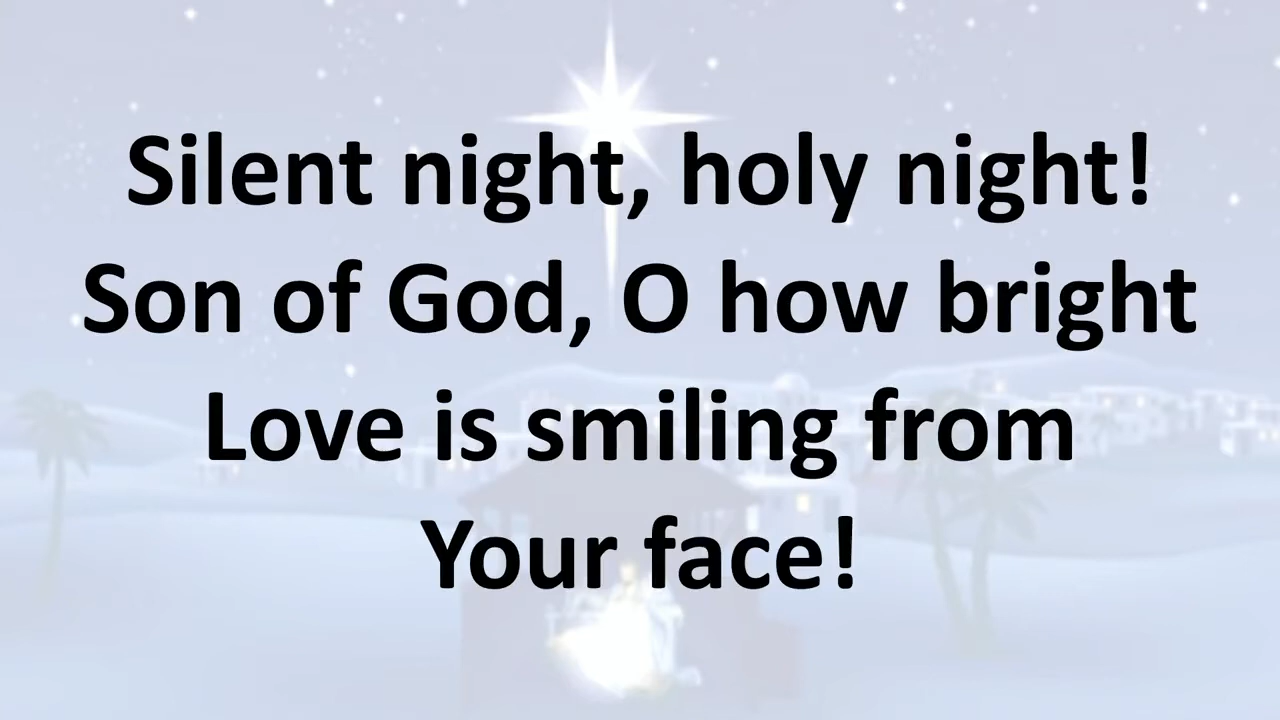 Silent night, holy night!
Son of God, O how bright
Love is smiling from
Your face!